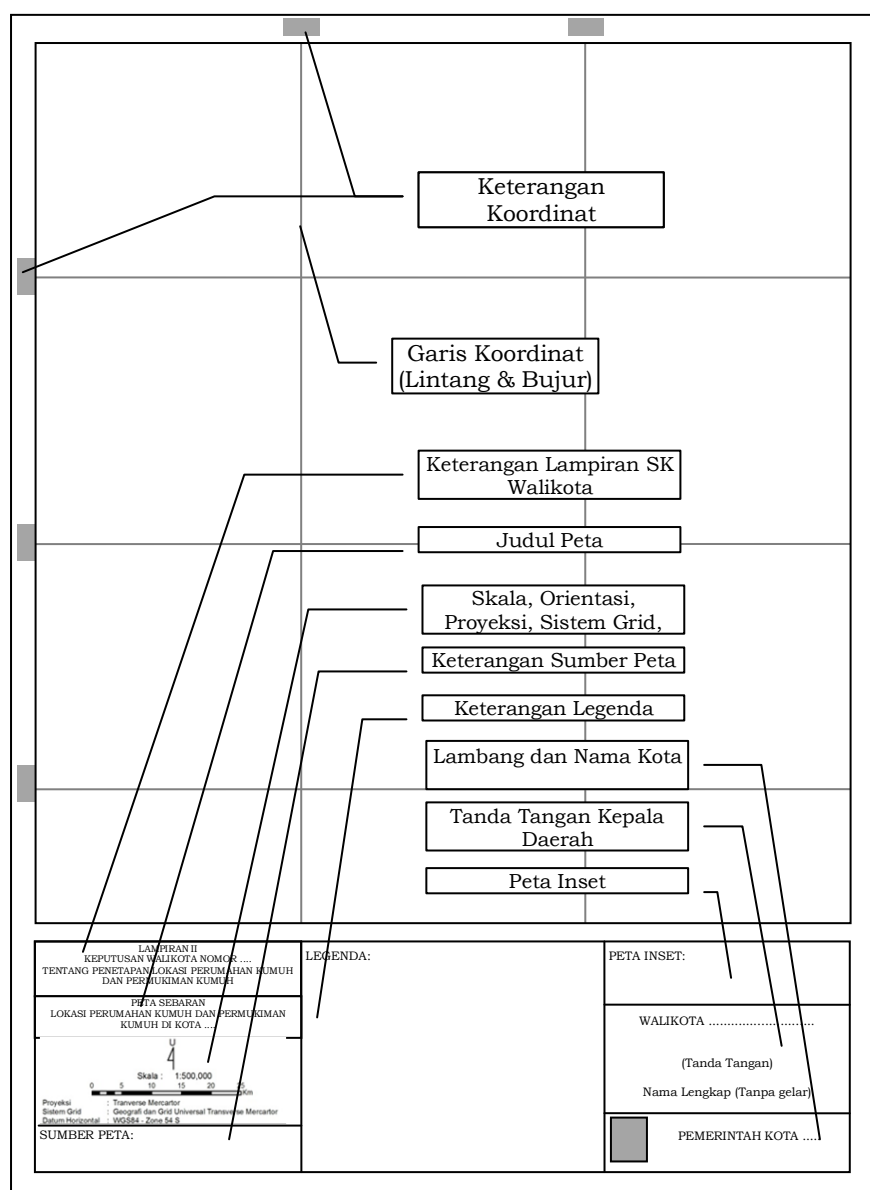 Keterangan
Koordinat
Garis Koordinat
(Lintang & Bujur)
Keterangan Lampiran SK
Walikota
Judul Peta
Skala, Orientasi,
Proyeksi, Sistem Grid,
Keterangan Sumber Peta
Keterangan Legenda
Lambang dan Nama Kota
Tanda Tangan Kepala
Daerah
Peta Inset
LAMPIRAN II
KEPUTUSAN WALIKOTA NOMOR ....
TENTANG PENETAPAN LOKASI PERUMAHAN KUMUH
DAN PERMUKIMAN KUMUH
PETA SEBARAN
LOKASI PERUMAHAN KUMUH DAN PERMUKIMAN
KUMUH DI KOTA ....
U
Skala : 1:500,000
0 5 10 15 20 25
Km
Proyeksi : Tranverse Mercartor
Sistem Grid : Geografi dan Grid Universal Transverse Mercartor
Datum Horizontal : WGS84 - Zone 54 S
SUMBER PETA:
LEGENDA:
PETA INSET:
WALIKOTA ............................
(Tanda Tangan)
Nama Lengkap (Tanpa gelar)
PEMERINTAH KOTA ....